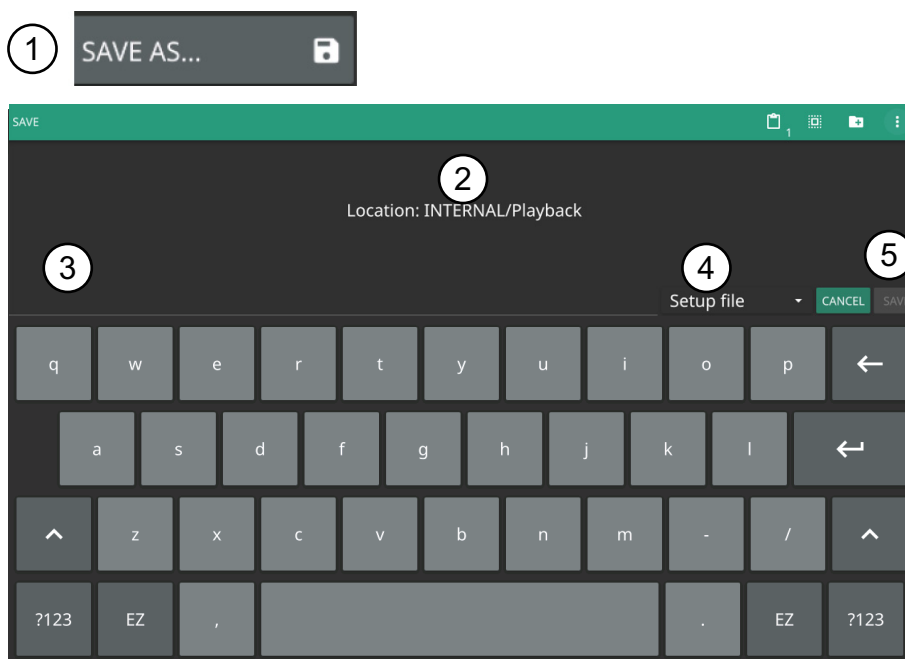 1
SAVE AS...
SAVE
1
2
Location: INTERNAL/Playback
3
4
5
Setup file
CANCEL
SAV
q w e r t y u i o p
a s d f g h j k l
z x c v b n m - /
?123 EZ , . EZ ?123